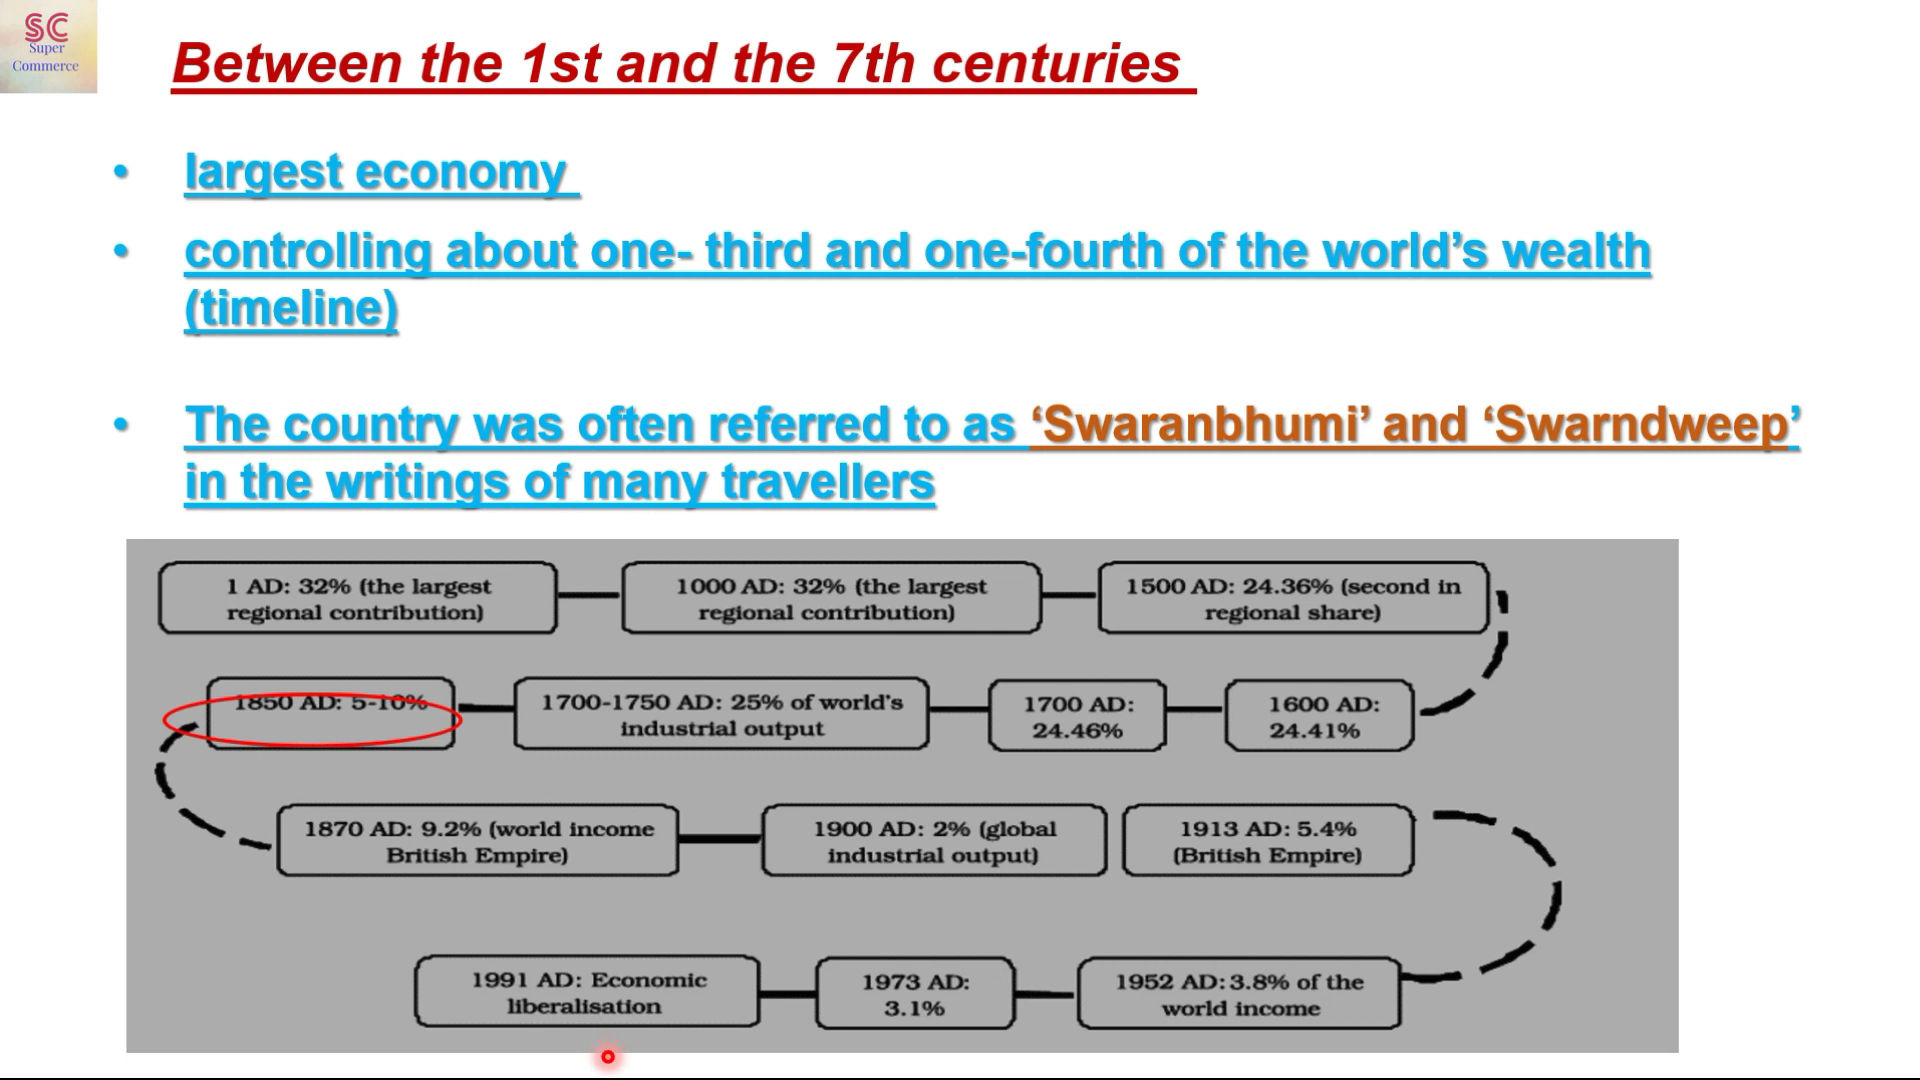 SC
Super
Commerce
Between the 1st and the 7th centuries
• largest economy
• controlling about one- third and one-fourth of the world’s wealth
(timeline)
• The country was often referred to as ‘Swaranbhumi’ and ‘Swarndweep’
in the writings of many travellers
1 AD: 32% (the largest
regional contribution)
1000 AD: 32% (the largest
regional contribution)
1500 AD: 24.36% (second in
regional share)
1850 AD: 5-10%
1700-1750 AD: 25% of world's
industrial output
1700 AD:
24.46%
1600 AD:
24.41%
1870 AD: 9.2% (world income
British Empire)
1900 AD: 2% (global
industrial output)
1913 AD: 5.4%
(British Empire)
1991 AD: Economic
liberalisation
1973 AD:
3.1%
1952 AD: 3.8% of the
world income